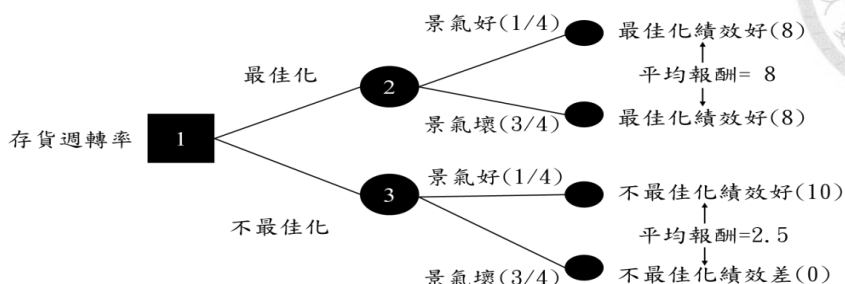 景氣好(1/4)
最佳化績效好(8)
最佳化
2
平均報酬= 8
景氣壞(3/4)
最佳化績效好(8)
存貨週轉率
1
景氣好(1/4)
不最佳化績效好(10)
3
不最佳化
平均報酬=2.5
景氣壞(3/4)
不最佳化績效差(0)